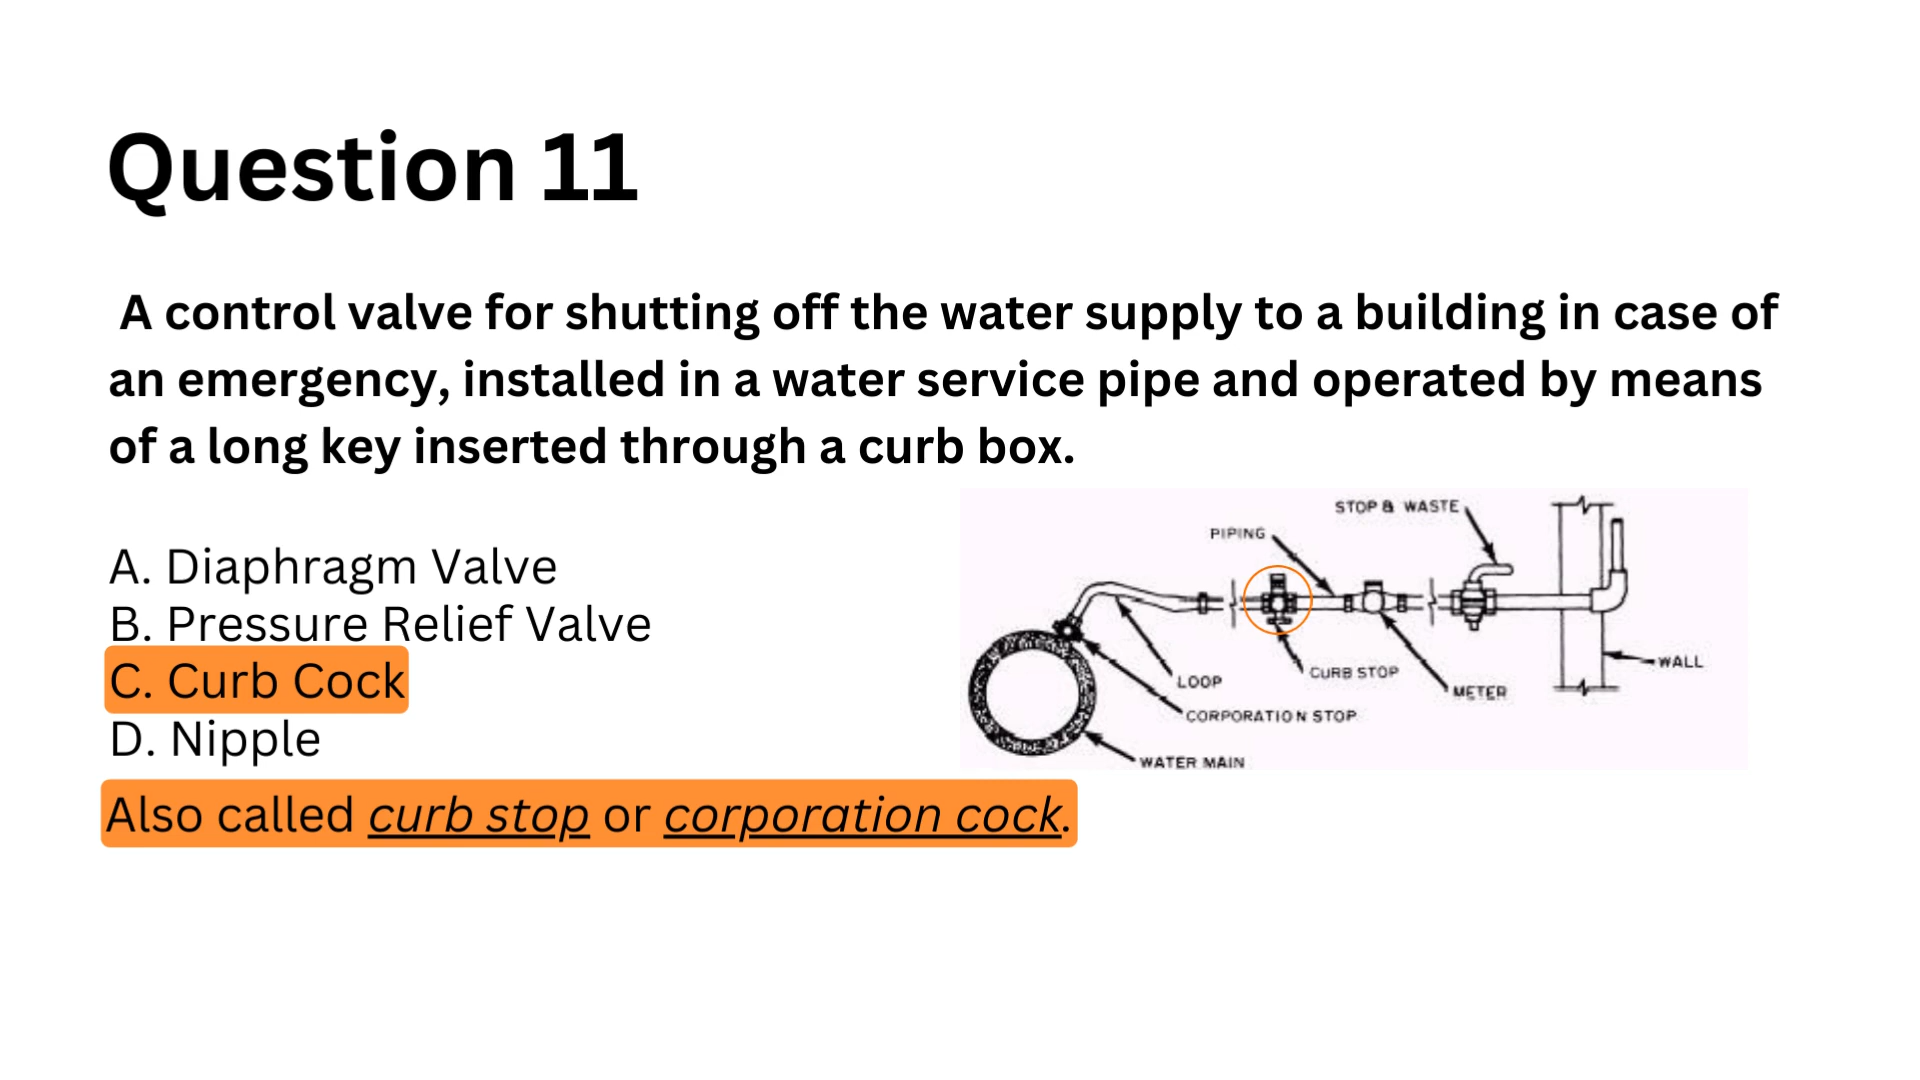 Question 11
A control valve for shutting off the water supply to a building in case of
an emergency, installed in a water service pipe and operated by means
of a long key inserted through a curb box.
A. Diaphragm Valve
B. Pressure Relief Valve
C. Curb Cock
D. Nipple
Also called curb stop or corporation cock.
STOP & WASTE
PIPING
WALL
CURB STOP
LOOP
METER
CORPORATION STOP
WATER MAIN